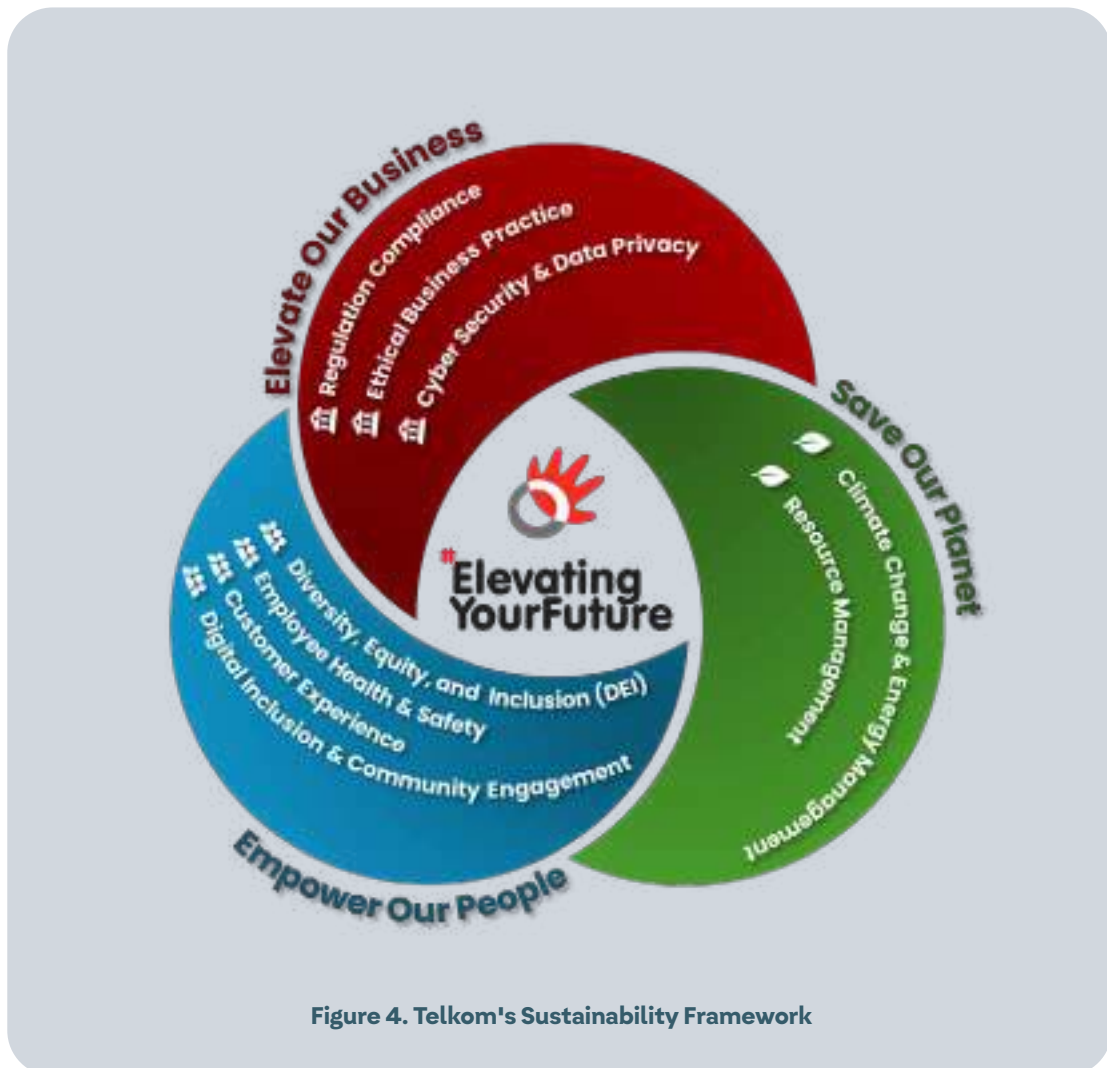 Elevate Our Business
Regulation Compliance
Ethical Business Practice
Cyber Security & Data Privacy
Save Our Planet
Climate Change & Energy Management
Resource Management
#Elevating
YourFuture
Diversity, Equity, and Inclusion (DEI)
Employee Health & Safety
Customer Experience
Digital Inclusion & Community Engagement
Empower Our People
Figure 4. Telkom's Sustainability Framework